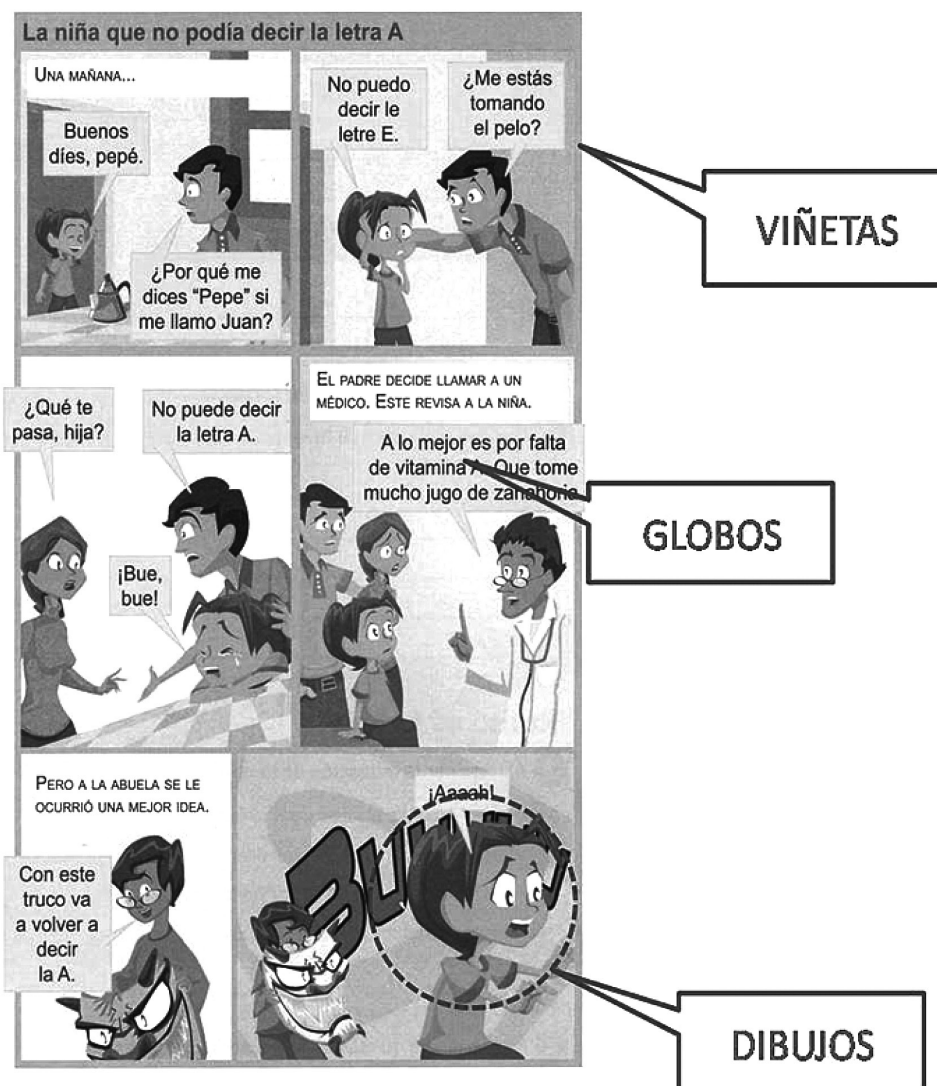 La niña que no podía decir la letra A
UNA MAÑANA...
Buenos
díes, pepé.
¿Por qué me
dices "Pepe" si
me llamo Juan?
No puedo
decir le
letre E.
¿Me estás
tomando
el pelo?
VIÑETAS
¿Qué te
pasa, hija?
No puede decir
la letra A.
¡Bue,
bue!
EL PADRE DECIDE LLAMAR A UN
MÉDICO. ESTE REVISA A LA NIÑA.
A lo mejor es por falta
de vitamina A. Que tome
mucho jugo de zanahoria
GLOBOS
PERO A LA ABUELA SE LE
OCURRIÓ UNA MEJOR IDEA.
Con este
truco va
a volver a
decir
la A.
¡Aaaah!
DIBUJOS